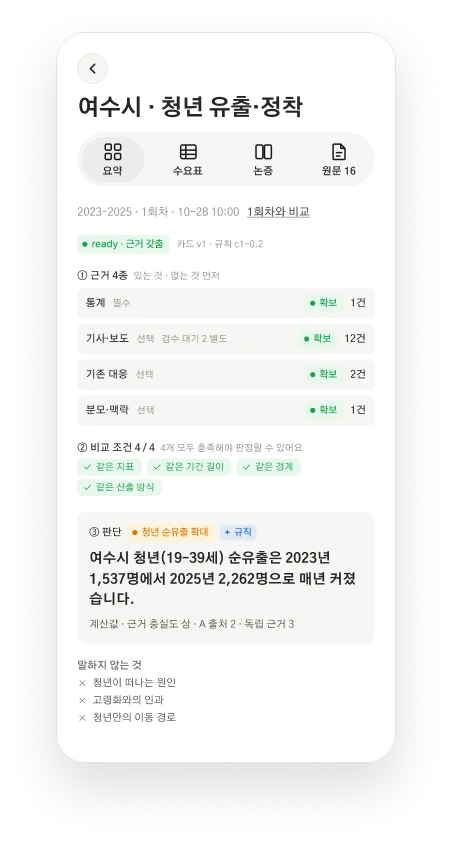 여수시 · 청년 유출·정착
요약 수요표 논증 원문 16
2023–2025 · 1회차 · 10–28 10:00 1회차와 비교
ready · 근거 갖춤 카드 v1 · 규칙 c1-0.2
① 근거 4종 있는 것 · 없는 것 먼저
통계 필수 확보 1건
기사·보도 선택 검수 대기 2 별도 확보 12건
기존 대응 선택 확보 2건
분모·맥락 선택 확보 1건
② 비교 조건 4 / 4 4개 모두 충족해야 판정할 수 있어요
✓ 같은 지표 ✓ 같은 기간 길이 ✓ 같은 경계
✓ 같은 산출 방식
③ 판단 청년 순유출 확대 + 규칙
여수시 청년(19–39세) 순유출은 2023년
1,537명에서 2025년 2,262명으로 매년 커졌
습니다.
계산값 · 근거 충실도 상 · A 출처 2 · 독립 근거 3
말하지 않는 것
× 청년이 떠나는 원인
× 고령화와의 인과
× 청년만의 이동 경로